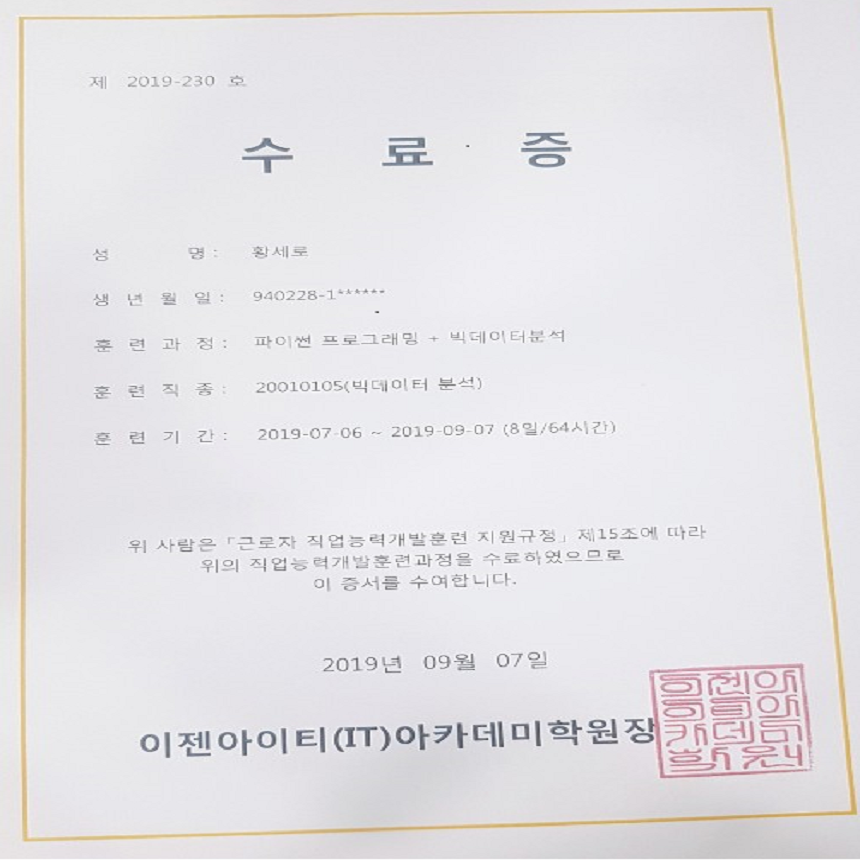 제 2019-230 호
수 료 증
성 명 : 황세로
생 년 월 일 : 940228-1******
훈 련 과 정 : 파이썬 프로그래밍 + 빅데이터분석
훈 련 직 종 : 20010105(빅데이터 분석)
훈 련 기 간 : 2019-07-06 ~ 2019-09-07 (8일/64시간)
위 사람은 「근로자 직업능력개발훈련 지원규정」 제15조에 따라
위의 직업능력개발훈련과정을 수료하였으므로
이 증서를 수여합니다.
2019년 09월 07일
이젠아이티(IT)아카데미학원장